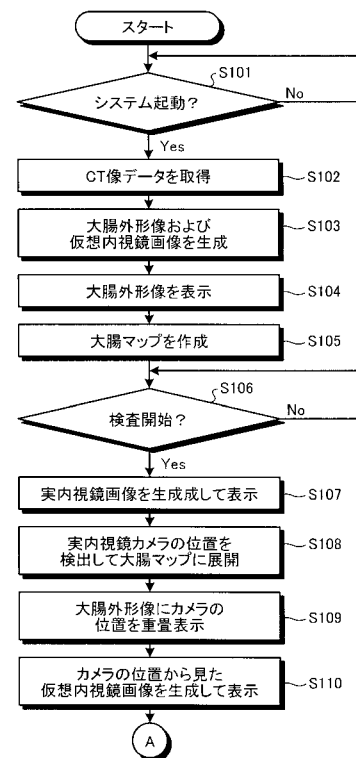 スタート
S101
システム起動？
No
Yes
CT像データを取得
S102
大腸外形像および
仮想内視鏡画像を生成
S103
大腸外形像を表示
S104
大腸マップを作成
S105
S106
検査開始？
No
Yes
実内視鏡画像を生成成して表示
S107
実内視鏡カメラの位置を
検出して大腸マップに展開
S108
大腸外形像にカメラの
位置を重畳表示
S109
カメラの位置から見た
仮想内視鏡画像を生成して表示
S110
A